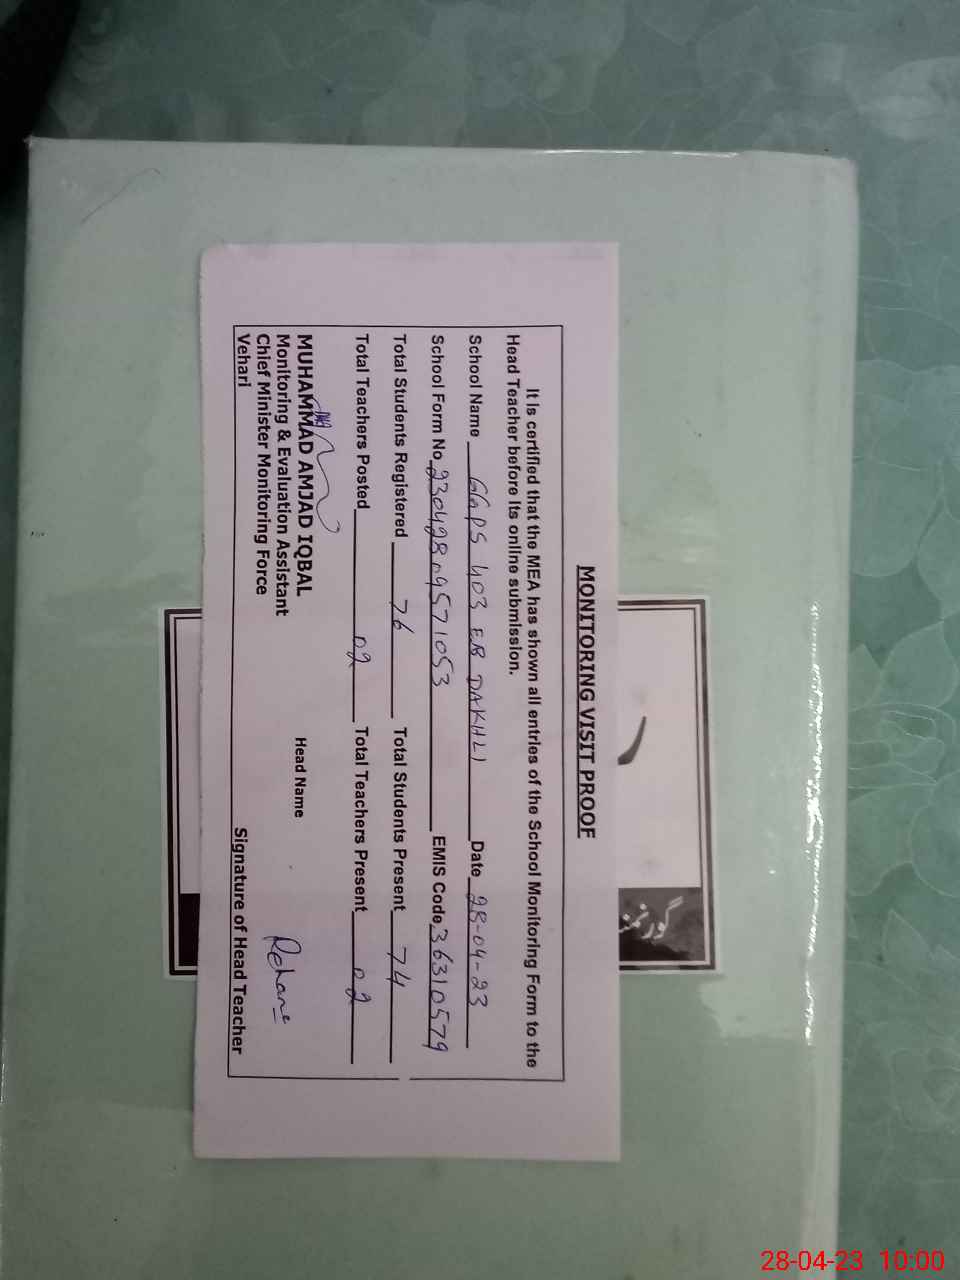 MONITORING VISIT PROOF
It is certified that the MEA has shown all entries of the School Monitoring Form to the
Head Teacher before its online submission.
School Name GGPS 403 EB DAKHLI Date 28-04-23
School Form No. 23042809571053 EMIS Code 36310579
Total Students Registered 76 Total Students Present 74
Total Teachers Posted 02 Total Teachers Present 02
MUHAMMAD AMJAD IQBAL Head Name
Monitoring & Evaluation Assistant Rehana
Chief Minister Monitoring Force
Vehari Signature of Head Teacher
28-04-23 10:00